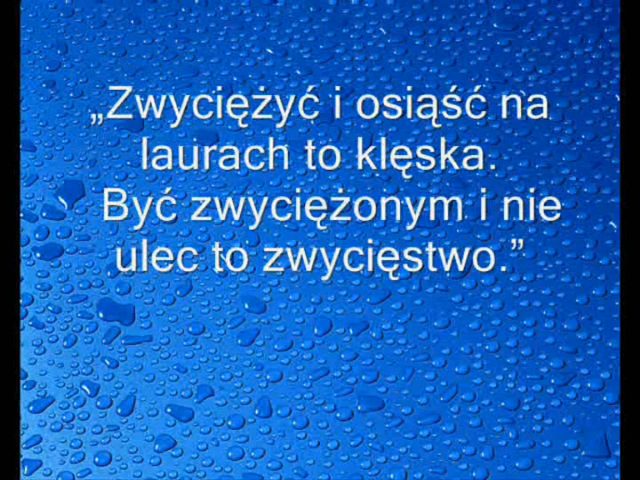 „Zwyciężyć i osiąść na
laurach to klęska.
Być zwyciężonym i nie
ulec to zwycięstwo.”